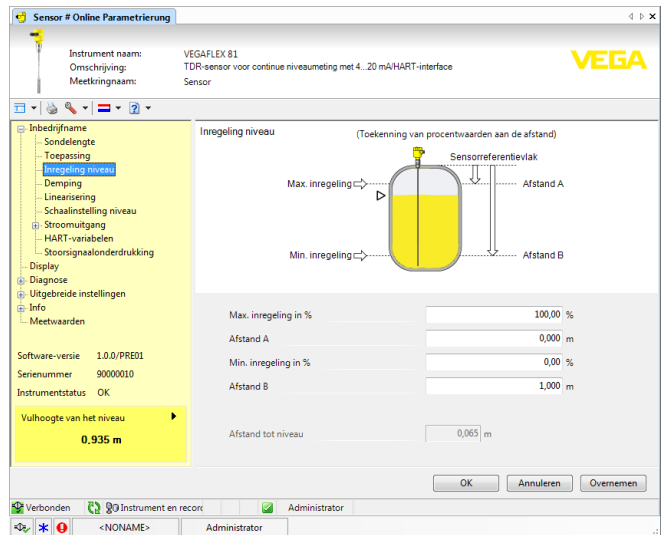 Sensor # Online Parametrierung
Instrument naam: VEGAFLEX 81
Omschrijving: TDR-sensor voor continue niveaumeting met 4...20 mA/HART-interface
Meetkringnaam: Sensor
VEGA
Inbedrijfname
Sondelengte
Toepassing
Inregeling niveau
Demping
Linearisering
Schaalinstelling niveau
Stroomuitgang
HART-variabelen
Stoorsignaalonderdrukking
Display
Diagnose
Uitgebreide instellingen
Info
Meetwaarden
Software-versie 1.0.0/PRE01
Serienummer 90000010
Instrumentstatus OK
Vulhoogte van het niveau
0,935 m
Inregeling niveau
(Toekenning van procentwaarden aan de afstand)
Sensorreferentievlak
Max. inregeling
Afstand A
Min. inregeling
Afstand B
Max. inregeling in % 100,00 %
Afstand A 0,000 m
Min. inregeling in % 0,00 %
Afstand B 1,000 m
Afstand tot niveau 0,065 m
OK Annuleren Overnemen
Verbonden Instrument en record Administrator
<NONAME> Administrator